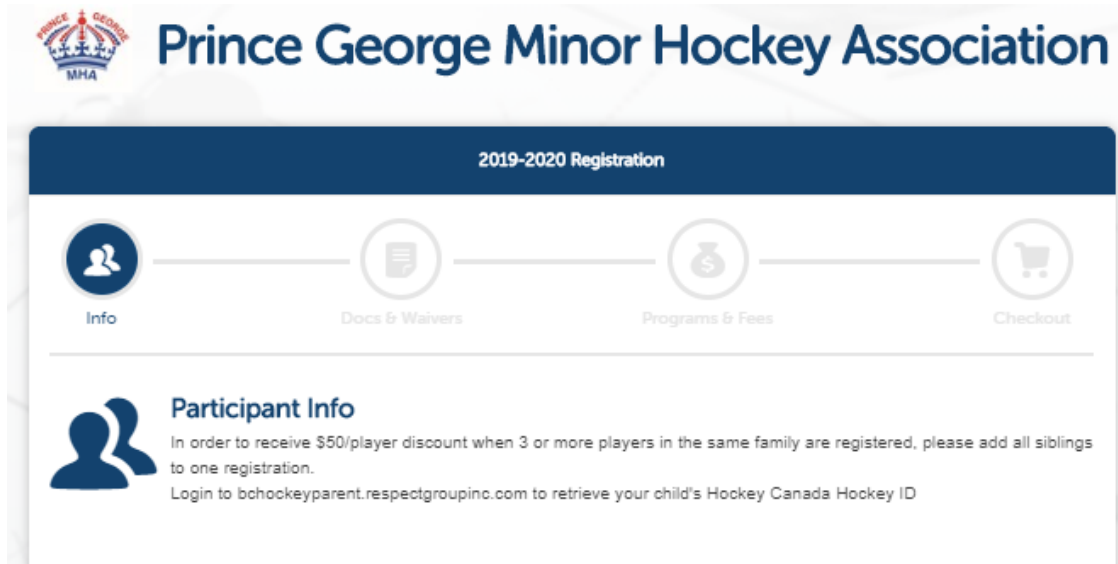 PRINCE GEORGE
MHA
Prince George Minor Hockey Association
2019-2020 Registration
Info
Docs & Waivers
Programs & Fees
Checkout
Participant Info
In order to receive $50/player discount when 3 or more players in the same family are registered, please add all siblings
to one registration.
Login to bchockeyparent.respectgroupinc.com to retrieve your child's Hockey Canada Hockey ID